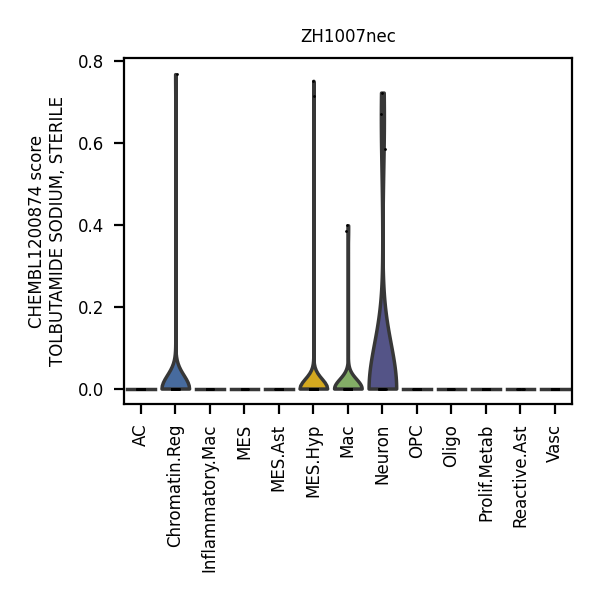 ZH1007nec
CHEMBL1200874 score
TOLBUTAMIDE SODIUM, STERILE
0.8
0.6
0.4
0.2
0.0
AC
Chromatin.Reg
Inflammatory.Mac
MES
MES.Ast
MES.Hyp
Mac
Neuron
OPC
Oligo
Prolif.Metab
Reactive.Ast
Vasc